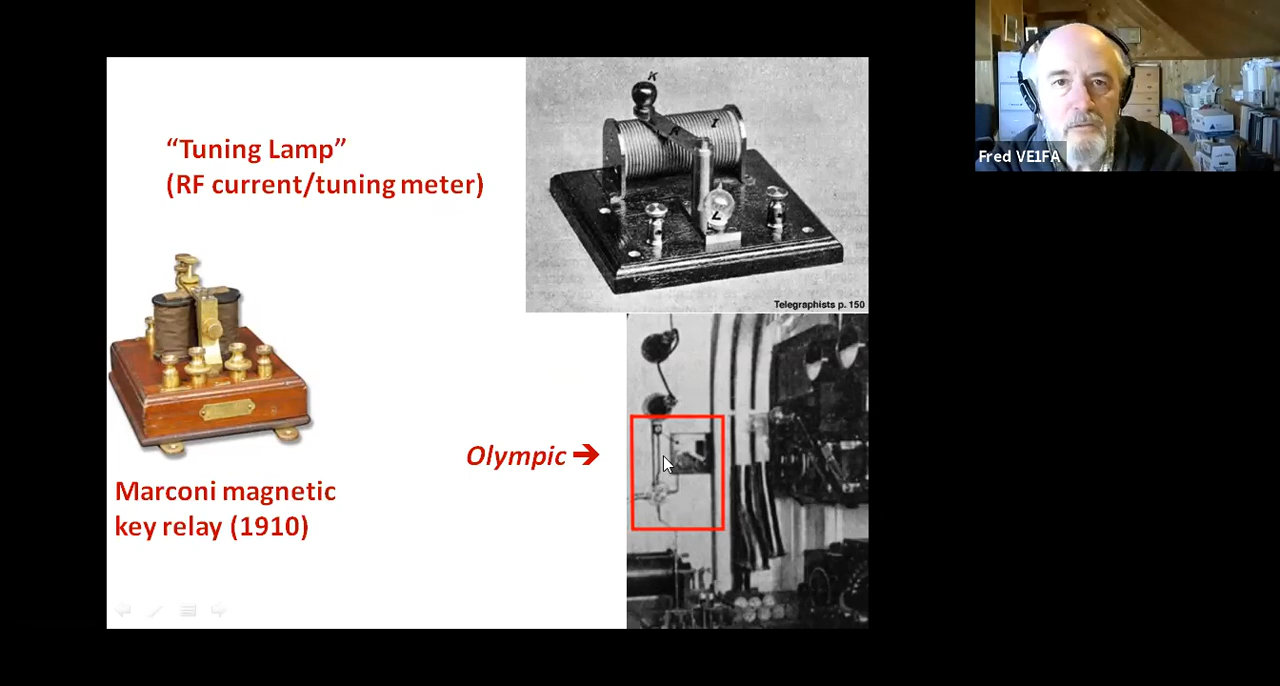 “Tuning Lamp”
(RF current/tuning meter)
K
I
L
Telegraphists p. 150
Olympic ➔
Marconi magnetic
key relay (1910)
Fred VE1FA